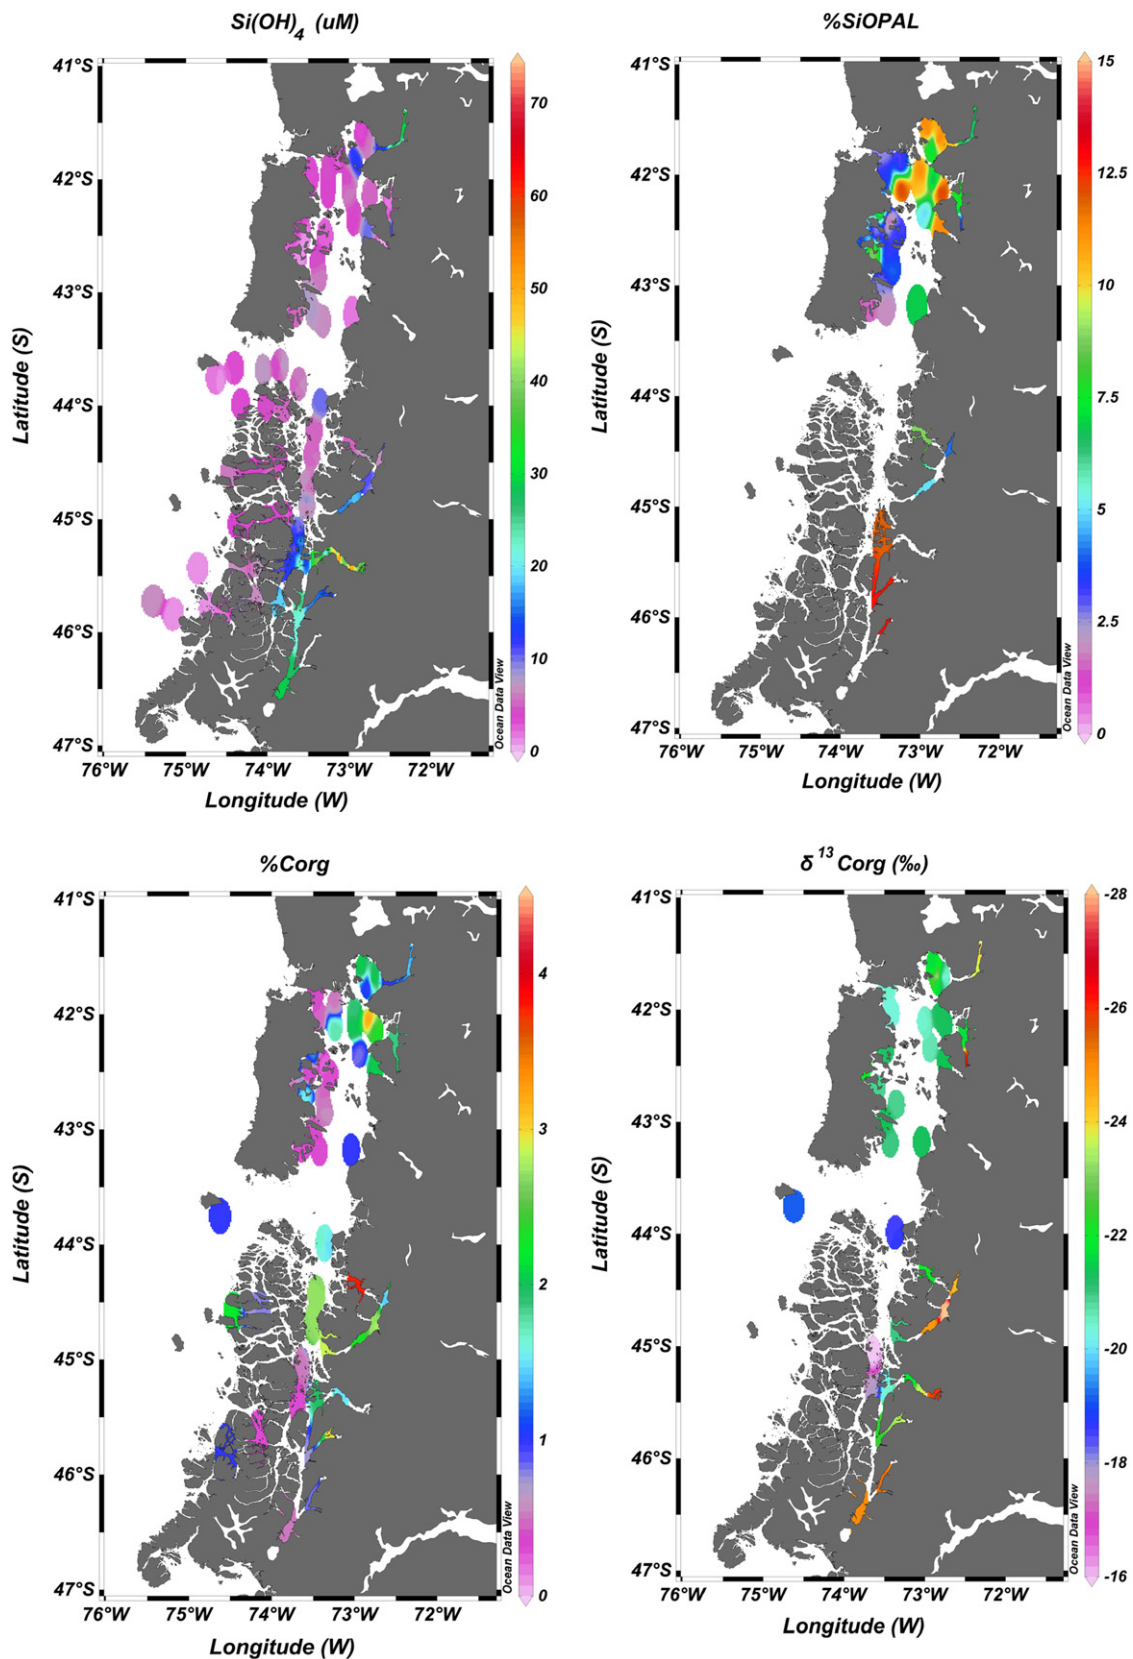 Si(OH)4 (uM)
41°S
42°S
43°S
44°S
45°S
46°S
47°S
Latitude (S)
76°W 75°W 74°W 73°W 72°W
Longitude (W)
70
60
50
40
30
20
10
0
Ocean Data View
%SiOPAL
41°S
42°S
43°S
44°S
45°S
46°S
47°S
Latitude (S)
76°W 75°W 74°W 73°W 72°W
Longitude (W)
15
12.5
10
7.5
5
2.5
0
Ocean Data View
%Corg
41°S
42°S
43°S
44°S
45°S
46°S
47°S
Latitude (S)
76°W 75°W 74°W 73°W 72°W
Longitude (W)
4
3
2
1
0
Ocean Data View
δ 13 Corg (‰)
41°S
42°S
43°S
44°S
45°S
46°S
47°S
Latitude (S)
76°W 75°W 74°W 73°W 72°W
Longitude (W)
-28
-26
-24
-22
-20
-18
-16
Ocean Data View